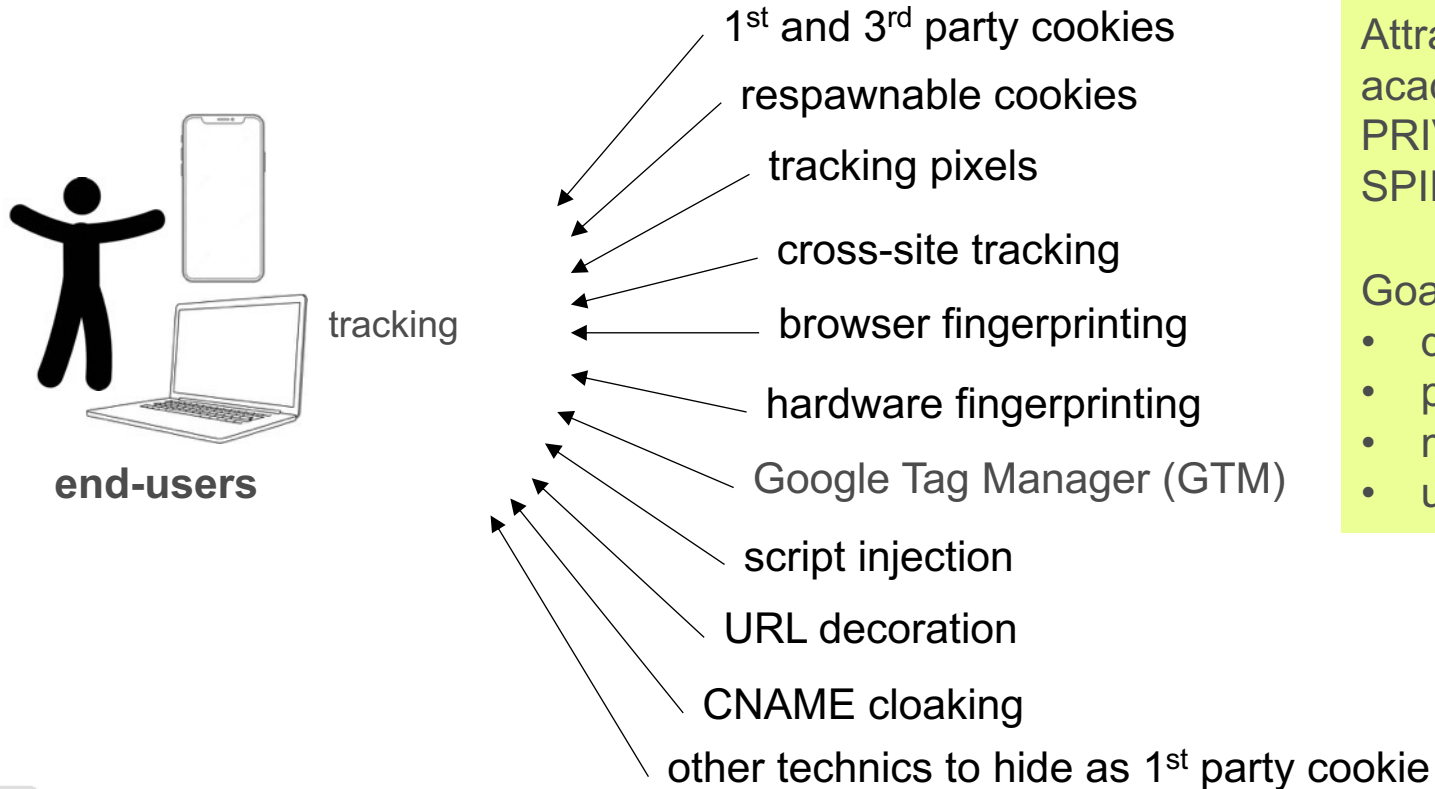 1st and 3rd party cookies
respawnable cookies
tracking pixels
cross-site tracking
tracking
browser fingerprinting
hardware fingerprinting
end-users
Google Tag Manager (GTM)
script injection
URL decoration
CNAME cloaking
other technics to hide as 1st party cookie